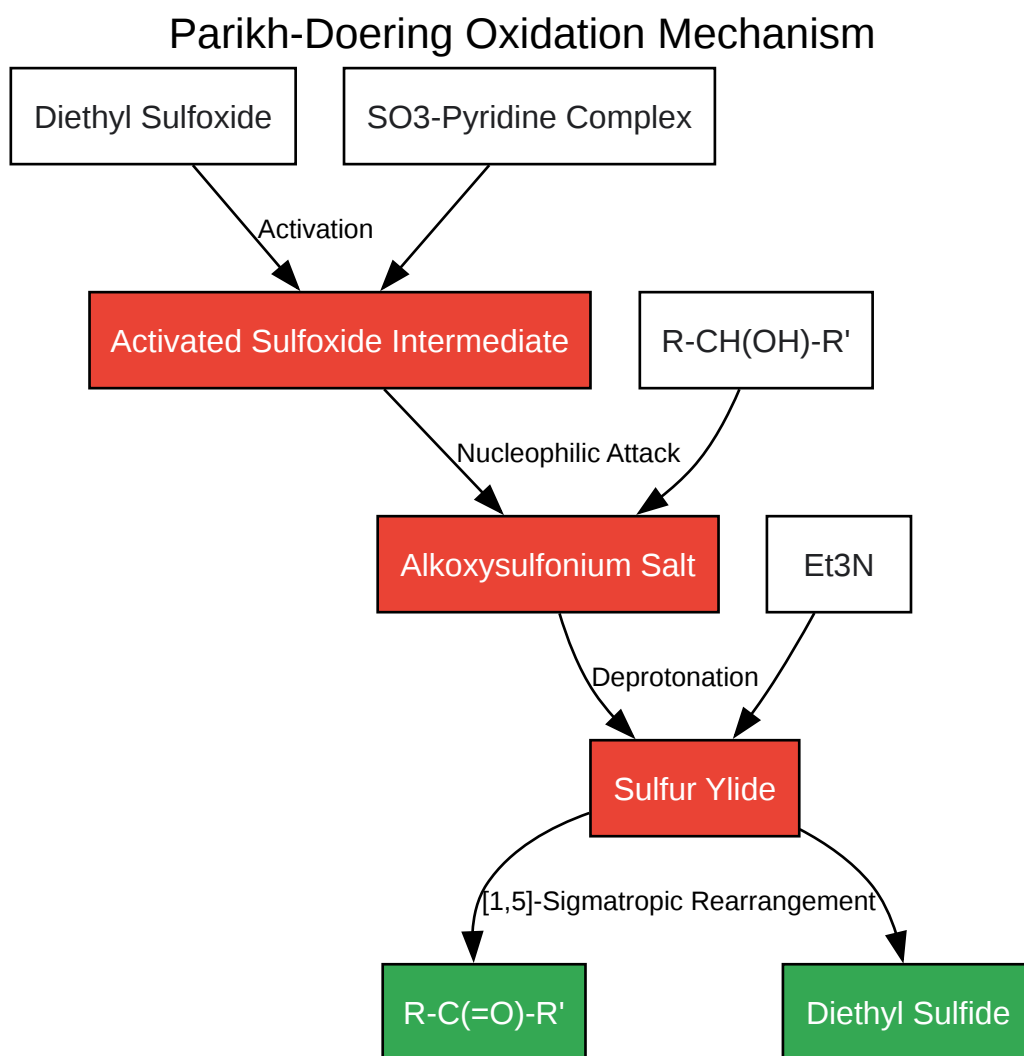 Parikh-Doering Oxidation Mechanism
Diethyl Sulfoxide
SO3-Pyridine Complex
Activation
Activated Sulfoxide Intermediate
R-CH(OH)-R'
Nucleophilic Attack
Alkoxysulfonium Salt
Et3N
Deprotonation
Sulfur Ylide
[1,5]-Sigmatropic Rearrangement
R-C(=O)-R'
Diethyl Sulfide